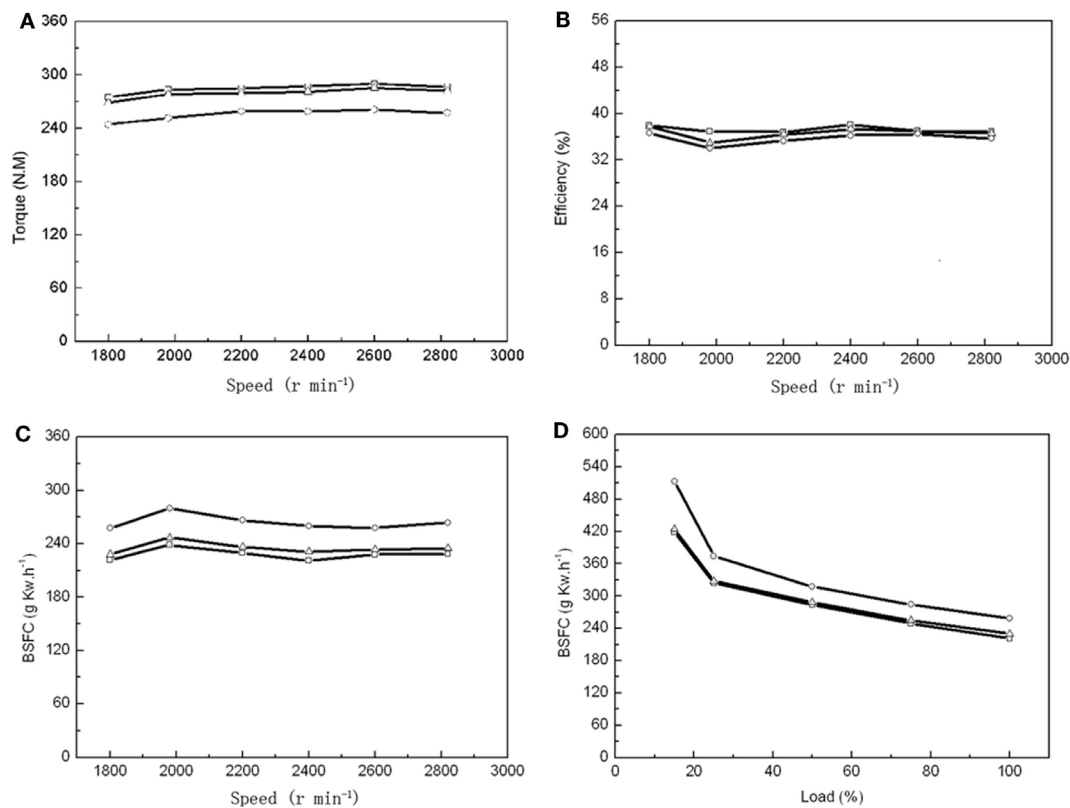 A
360
300
240
180
120
60
0
Torque (N.M)
1800 2000 2200 2400 2600 2800 3000
Speed (r min⁻¹)
B
56
48
40
32
24
16
8
0
Efficiency (%)
1800 2000 2200 2400 2600 2800 3000
Speed (r min⁻¹)
C
360
300
240
180
120
60
0
BSFC (g Kw.h⁻¹)
1800 2000 2200 2400 2600 2800 3000
Speed (r min⁻¹)
D
600
540
480
420
360
300
240
180
120
60
0
BSFC (g Kw.h⁻¹)
0 20 40 60 80 100
Load (%)